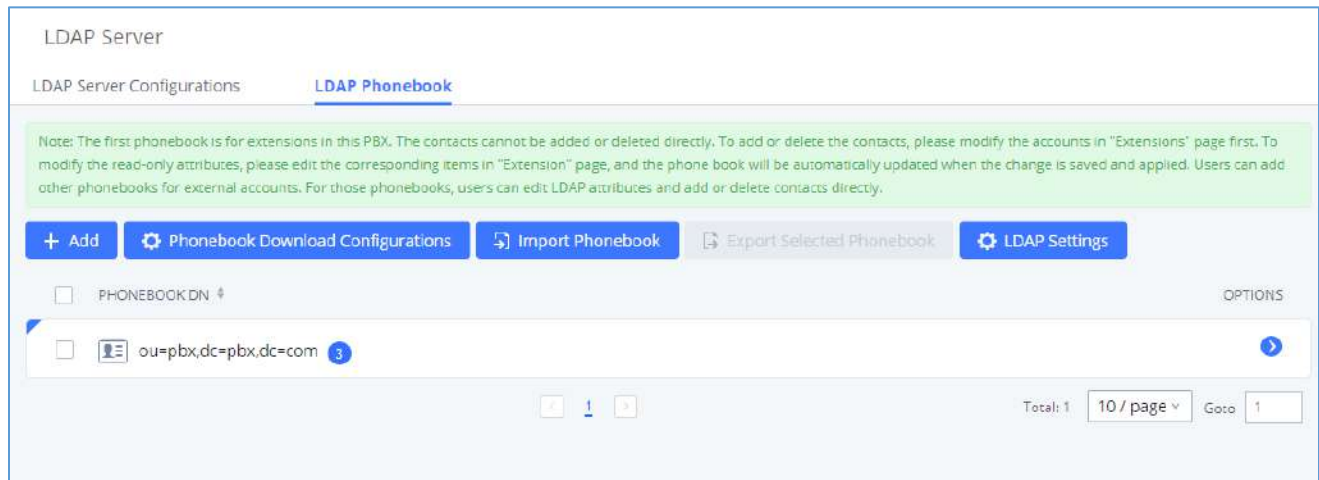 LDAP Server
LDAP Server Configurations LDAP Phonebook
Note: The first phonebook is for extensions in this PBX. The contacts cannot be added or deleted directly. To add or delete the contacts, please modify the accounts in "Extensions" page first. To
modify the read-only attributes, please edit the corresponding items in "Extension" page, and the phone book will be automatically updated when the change is saved and applied. Users can add
other phonebooks for external accounts. For those phonebooks, users can edit LDAP attributes and add or delete contacts directly.
+ Add Phonebook Download Configurations Import Phonebook Export Selected Phonebook LDAP Settings
PHONEBOOK DN OPTIONS
ou=pbx,dc=pbx,dc=com 3
1 Total: 1 10 / page Goto 1